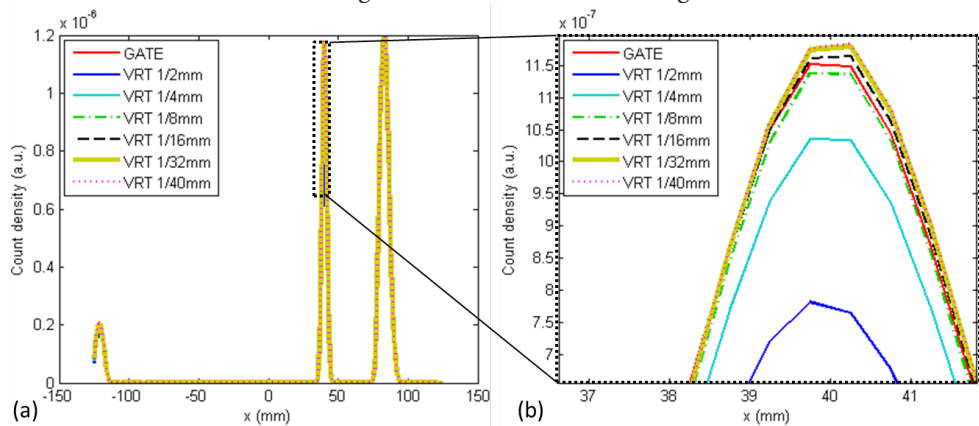 x 10⁻⁶
1.2
1
0.8
0.6
0.4
0.2
0
Count density (a.u.)
GATE
VRT 1/2mm
VRT 1/4mm
VRT 1/8mm
VRT 1/16mm
VRT 1/32mm
VRT 1/40mm
-150 -100 -50 0 50 100 150
x (mm)
(a)
x 10⁻⁷
11.5
11
10.5
10
9.5
9
8.5
8
7.5
7
Count density (a.u.)
GATE
VRT 1/2mm
VRT 1/4mm
VRT 1/8mm
VRT 1/16mm
VRT 1/32mm
VRT 1/40mm
37 38 39 40 41
x (mm)
(b)